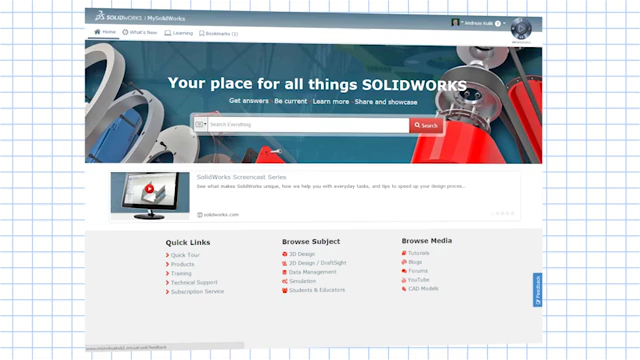 SOLIDWORKS | MySolidWorks
Home What's New Learning Bookmarks (1)
Your place for all things SOLIDWORKS
Get answers · Be current · Learn more · Share and showcase
Search Everything
Search
SolidWorks Screencast Series
See what makes SolidWorks unique, how we help you with everyday tasks, and tips to speed up your design proces...
solidworks.com
Quick Links
Quick Tour
Products
Training
Technical Support
Subscription Service
Browse Subject
3D Design
2D Design / DraftSight
Data Management
Simulation
Students & Educators
Browse Media
Tutorials
Blogs
Forums
YouTube
CAD Models
Feedback